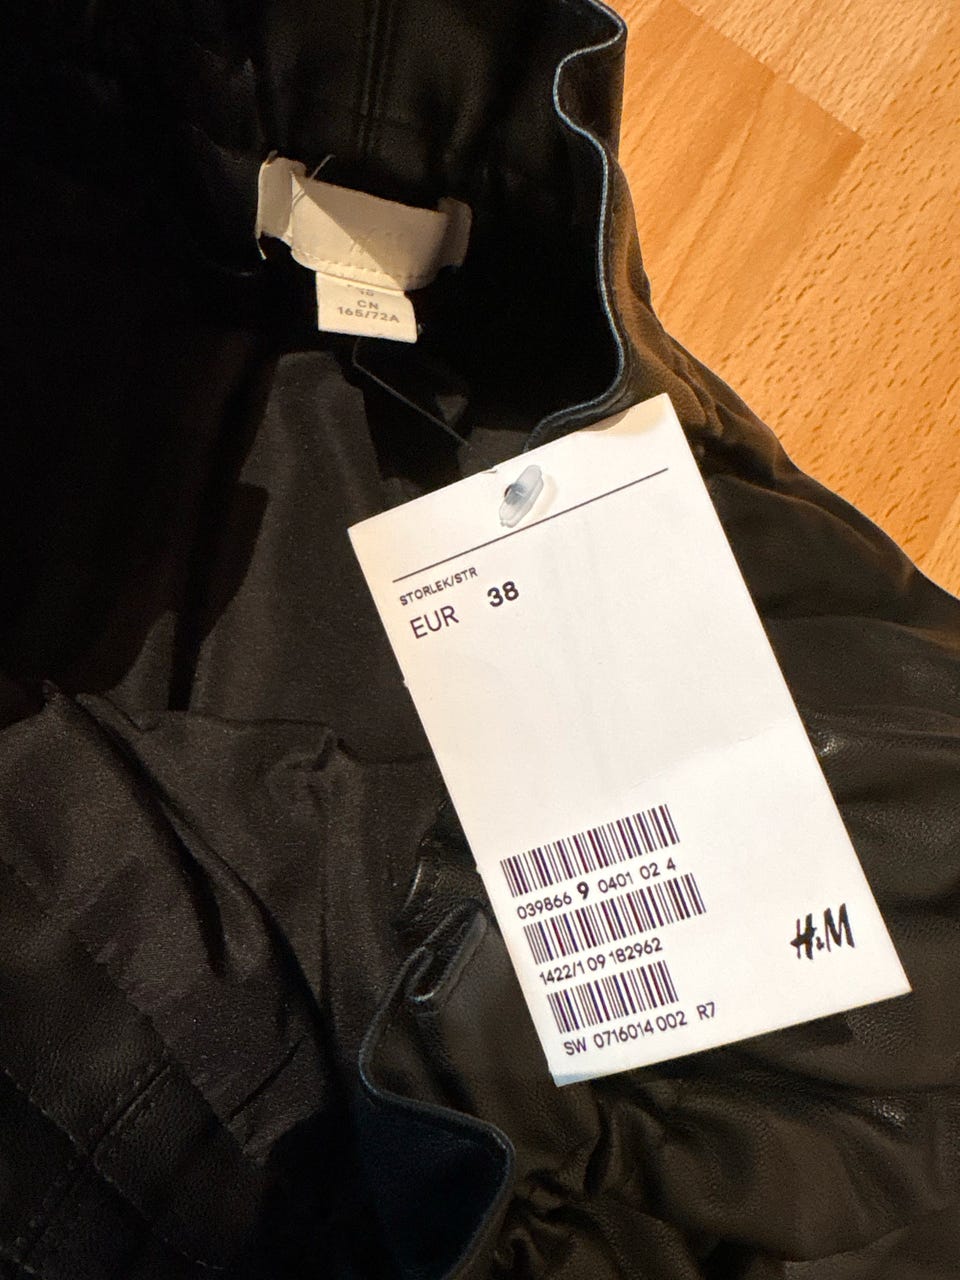 CN
165/72A
STORLEK/STR
EUR 38
039866 9 0401 02 4
1422/1 09 182962
SW 0716014 002 R7
H&M